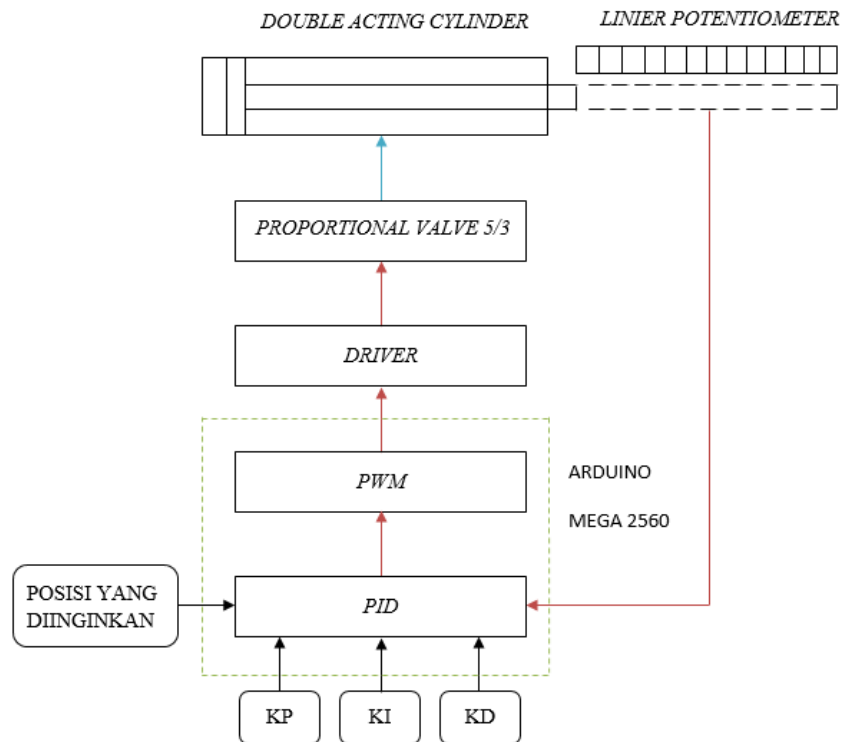 DOUBLE ACTING CYLINDER
LINIER POTENTIOMETER
PROPORTIONAL VALVE 5/3
DRIVER
PWM
ARDUINO
MEGA 2560
POSISI YANG
DIINGINKAN
PID
KP
KI
KD